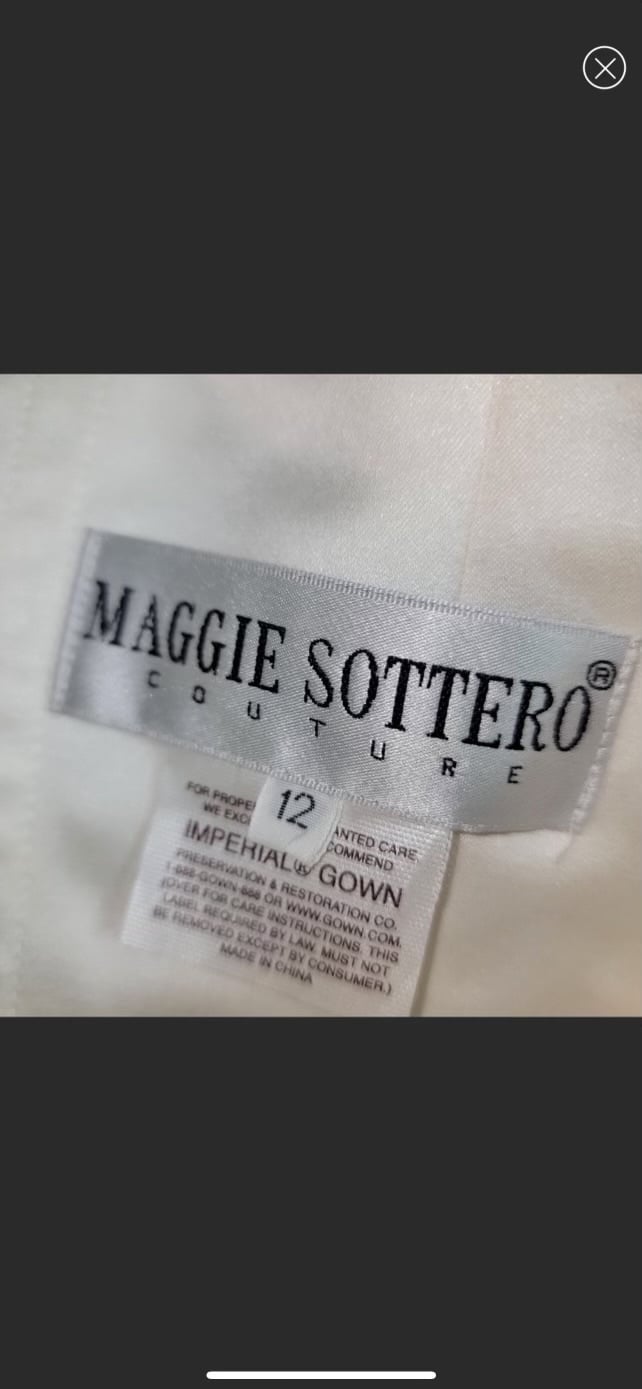 MAGGIE SOTTERO®
COUTURE
12
FOR PROPE ANTED CARE,
WE EXC COMMEND
IMPERIAL® GOWN
PRESERVATION & RESTORATION CO.
1-888-GOWN-888 OR WWW.GOWN.COM.
(OVER FOR CARE INSTRUCTIONS. THIS
LABEL REQUIRED BY LAW. MUST NOT
BE REMOVED EXCEPT BY CONSUMER.)
MADE IN CHINA